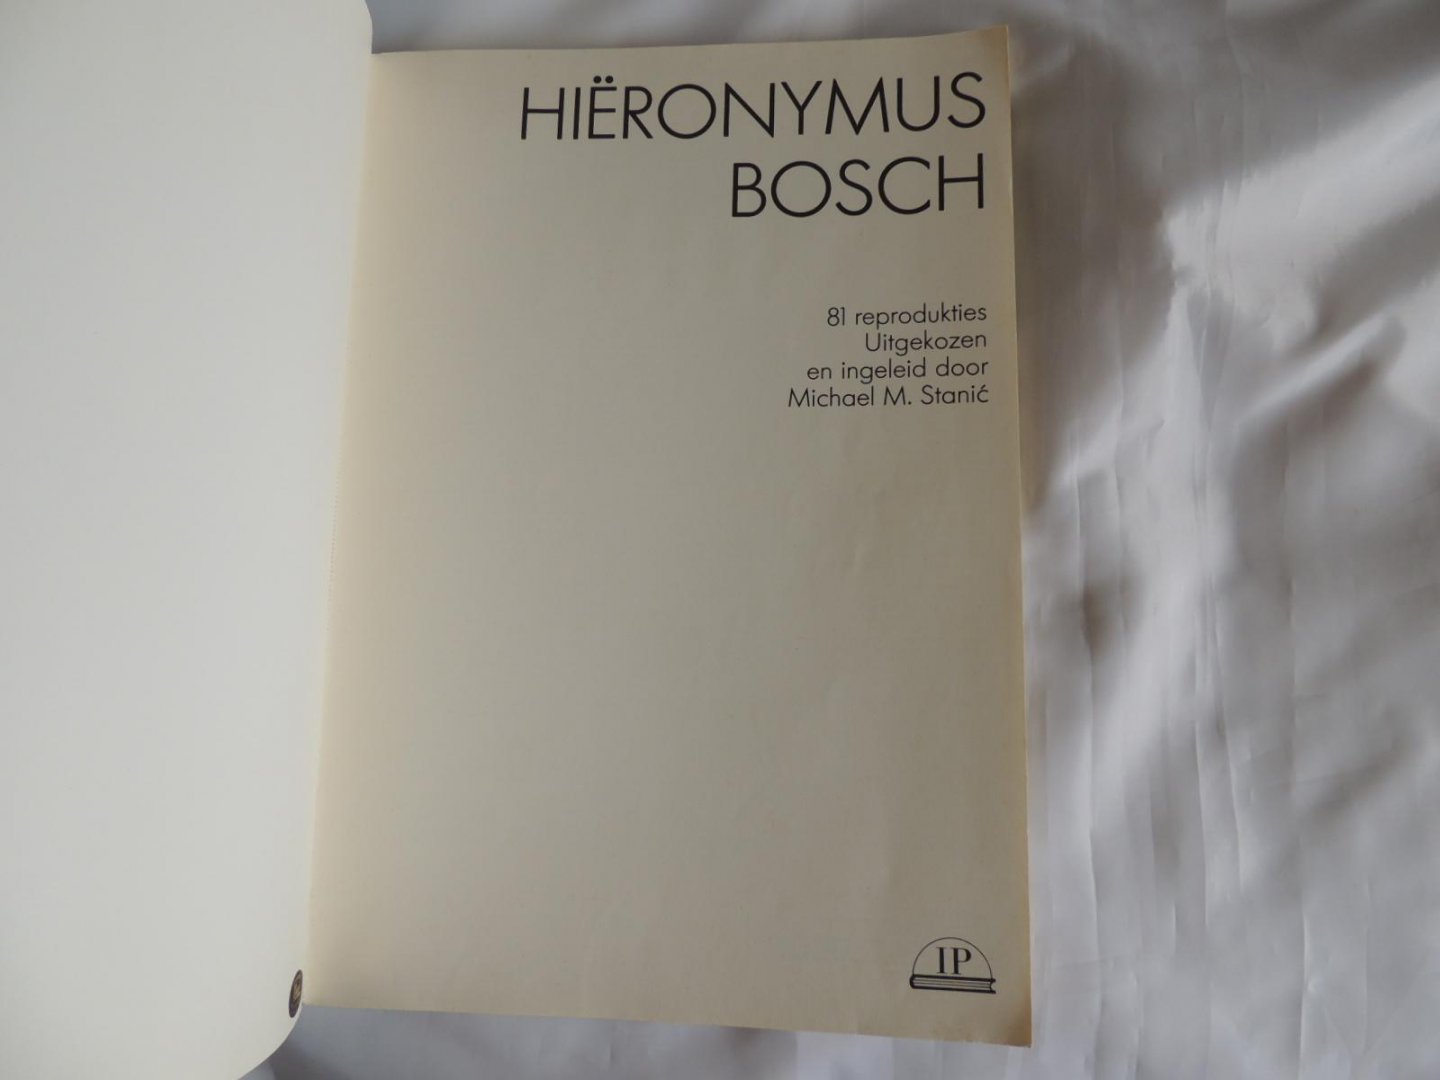 HIËRONYMUS
BOSCH
81 reprodukties
Uitgekozen
en ingeleid door
Michael M. Stanić
IP